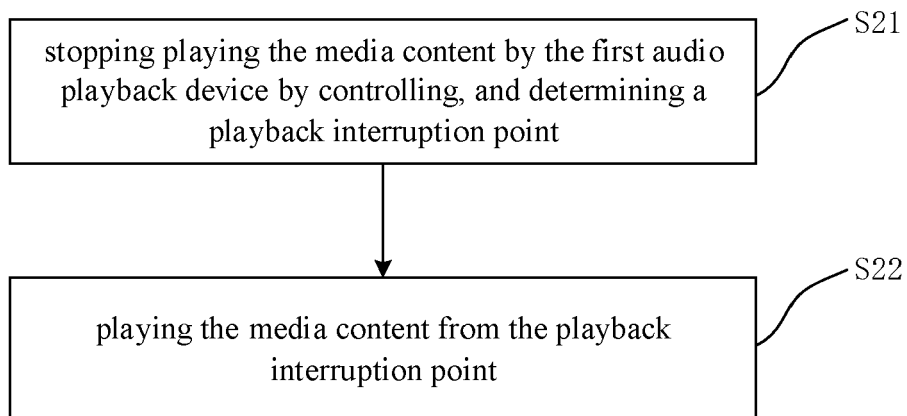 S21
stopping playing the media content by the first audio
playback device by controlling, and determining a
playback interruption point
S22
playing the media content from the playback
interruption point